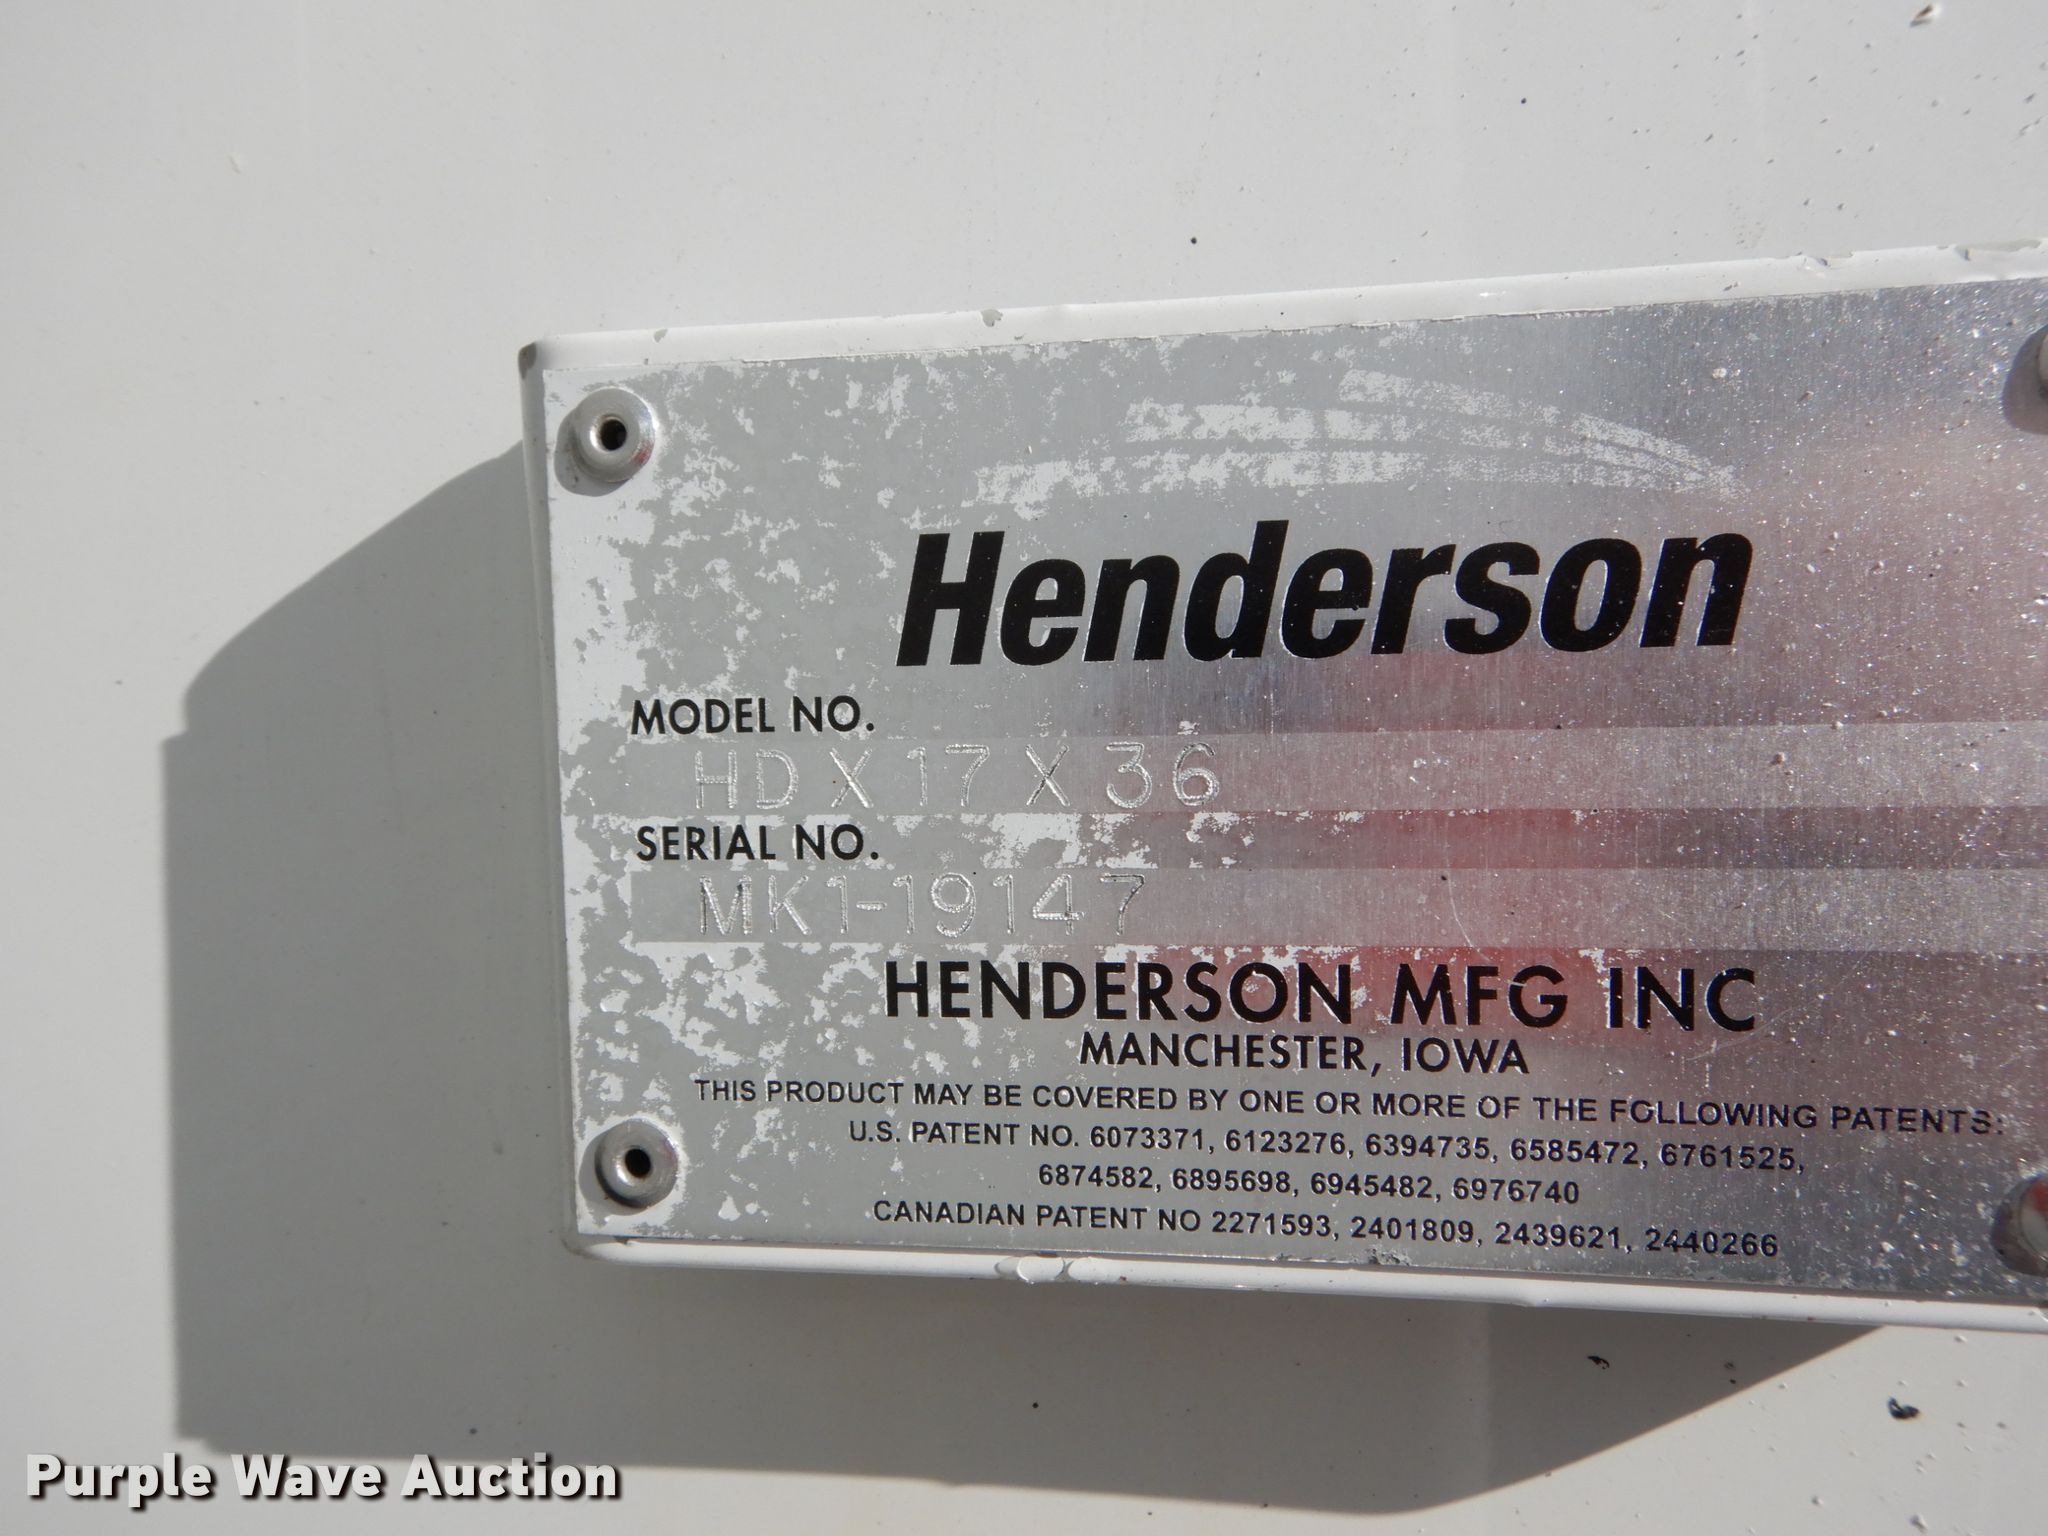 Henderson
MODEL NO.
HDX17X36
SERIAL NO.
MK1-19147
HENDERSON MFG INC
MANCHESTER, IOWA
THIS PRODUCT MAY BE COVERED BY ONE OR MORE OF THE FOLLOWING PATENTS:
U.S. PATENT NO. 6073371, 6123276, 6394735, 6585472, 6761525,
6874582, 6895698, 6945482, 6976740
CANADIAN PATENT NO 2271593, 2401809, 2439621, 2440266
Purple Wave Auction